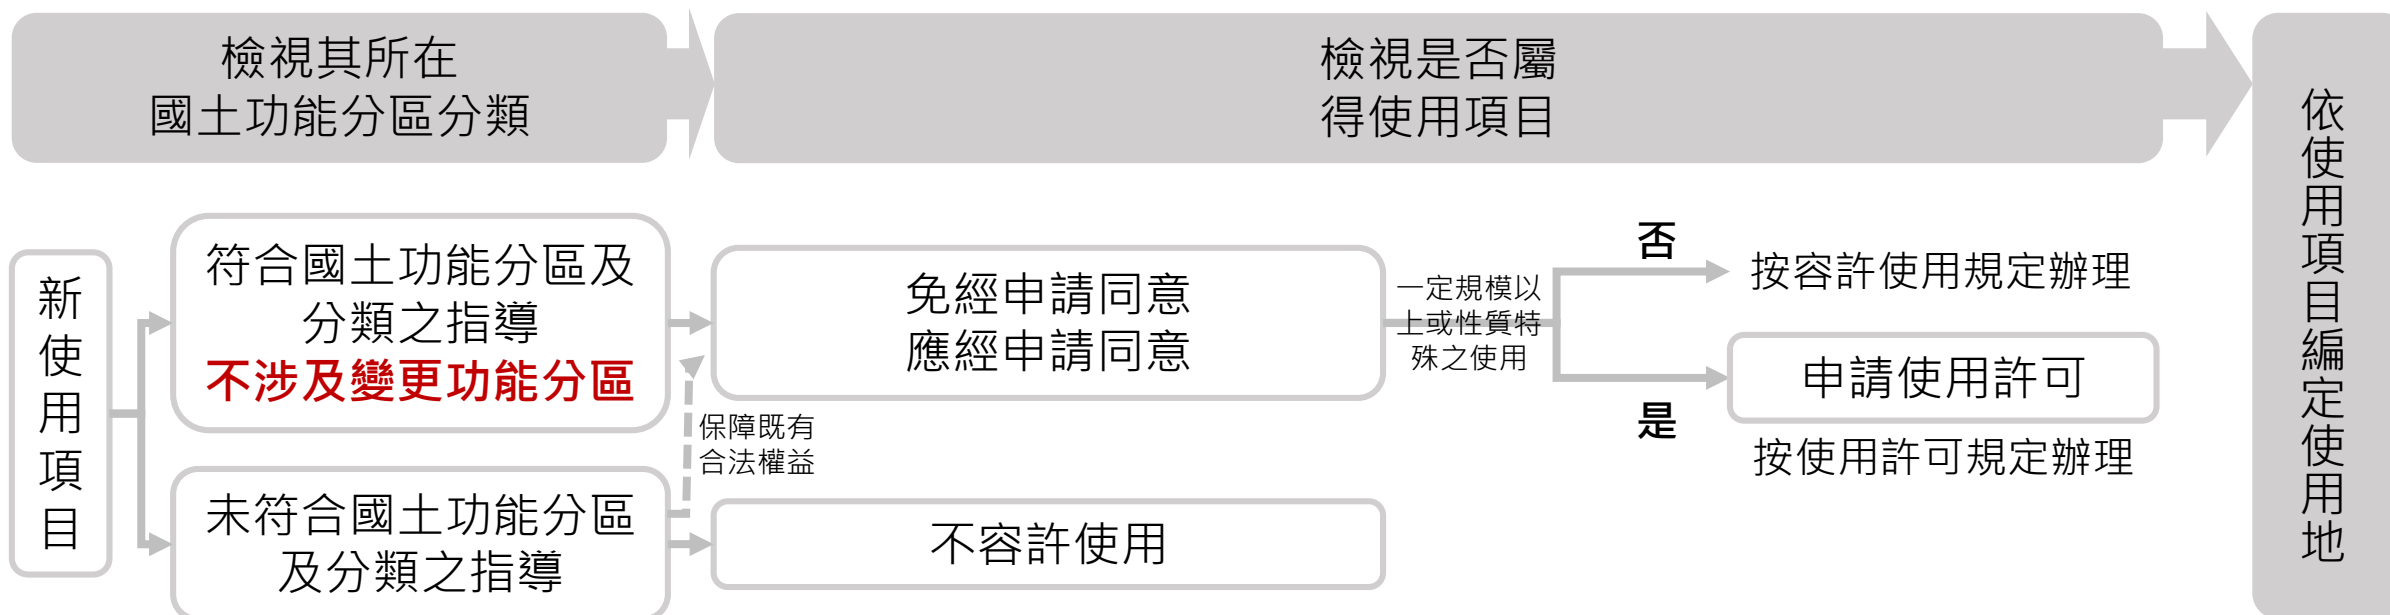 檢視其所在
國土功能分區分類
檢視是否屬
得使用項目
依使用項目編定使用地
新使用項目
符合國土功能分區及
分類之指導
不涉及變更功能分區
未符合國土功能分區
及分類之指導
保障既有
合法權益
免經申請同意
應經申請同意
不容許使用
一定規模以
上或性質特
殊之使用
否
按容許使用規定辦理
是
申請使用許可
按使用許可規定辦理